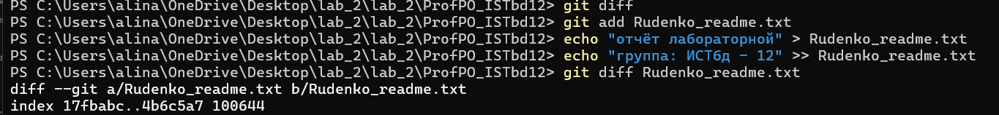 PS C:\Users\alina\OneDrive\Desktop\lab_2\lab_2\ProfPO_ISTbd12> git diff
PS C:\Users\alina\OneDrive\Desktop\lab_2\lab_2\ProfPO_ISTbd12> git add Rudenko_readme.txt
PS C:\Users\alina\OneDrive\Desktop\lab_2\lab_2\ProfPO_ISTbd12> echo "отчёт лабораторной" > Rudenko_readme.txt
PS C:\Users\alina\OneDrive\Desktop\lab_2\lab_2\ProfPO_ISTbd12> echo "группа: ИСТбд - 12" >> Rudenko_readme.txt
PS C:\Users\alina\OneDrive\Desktop\lab_2\lab_2\ProfPO_ISTbd12> git diff Rudenko_readme.txt
diff --git a/Rudenko_readme.txt b/Rudenko_readme.txt
index 17fbabc..4b6c5a7 100644